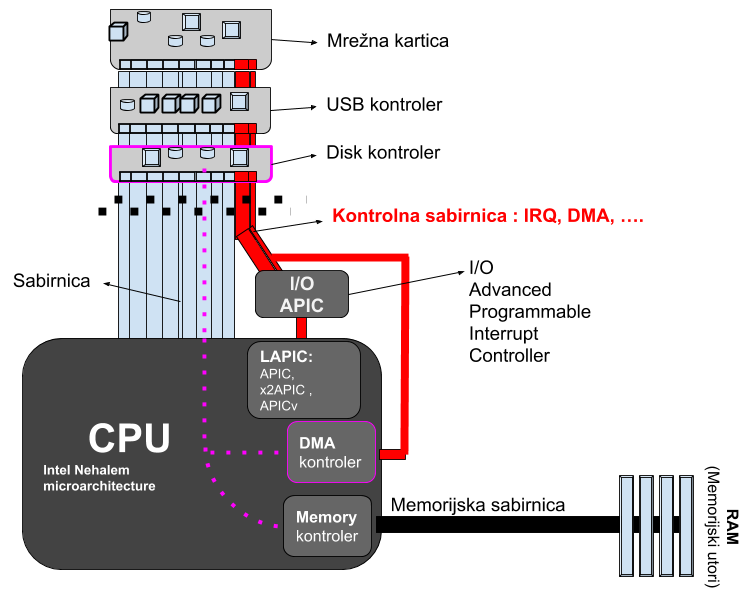 Mrežna kartica
USB kontroler
Disk kontroler
Kontrolna sabirnica : IRQ, DMA, ….
Sabirnica
I/O
APIC
I/O
Advanced
Programmable
Interrupt
Controller
LAPIC:
APIC,
x2APIC ,
APICv
CPU
Intel Nehalem
microarchitecture
DMA
kontroler
Memory
kontroler
Memorijska sabirnica
RAM
(Memorijski utori)